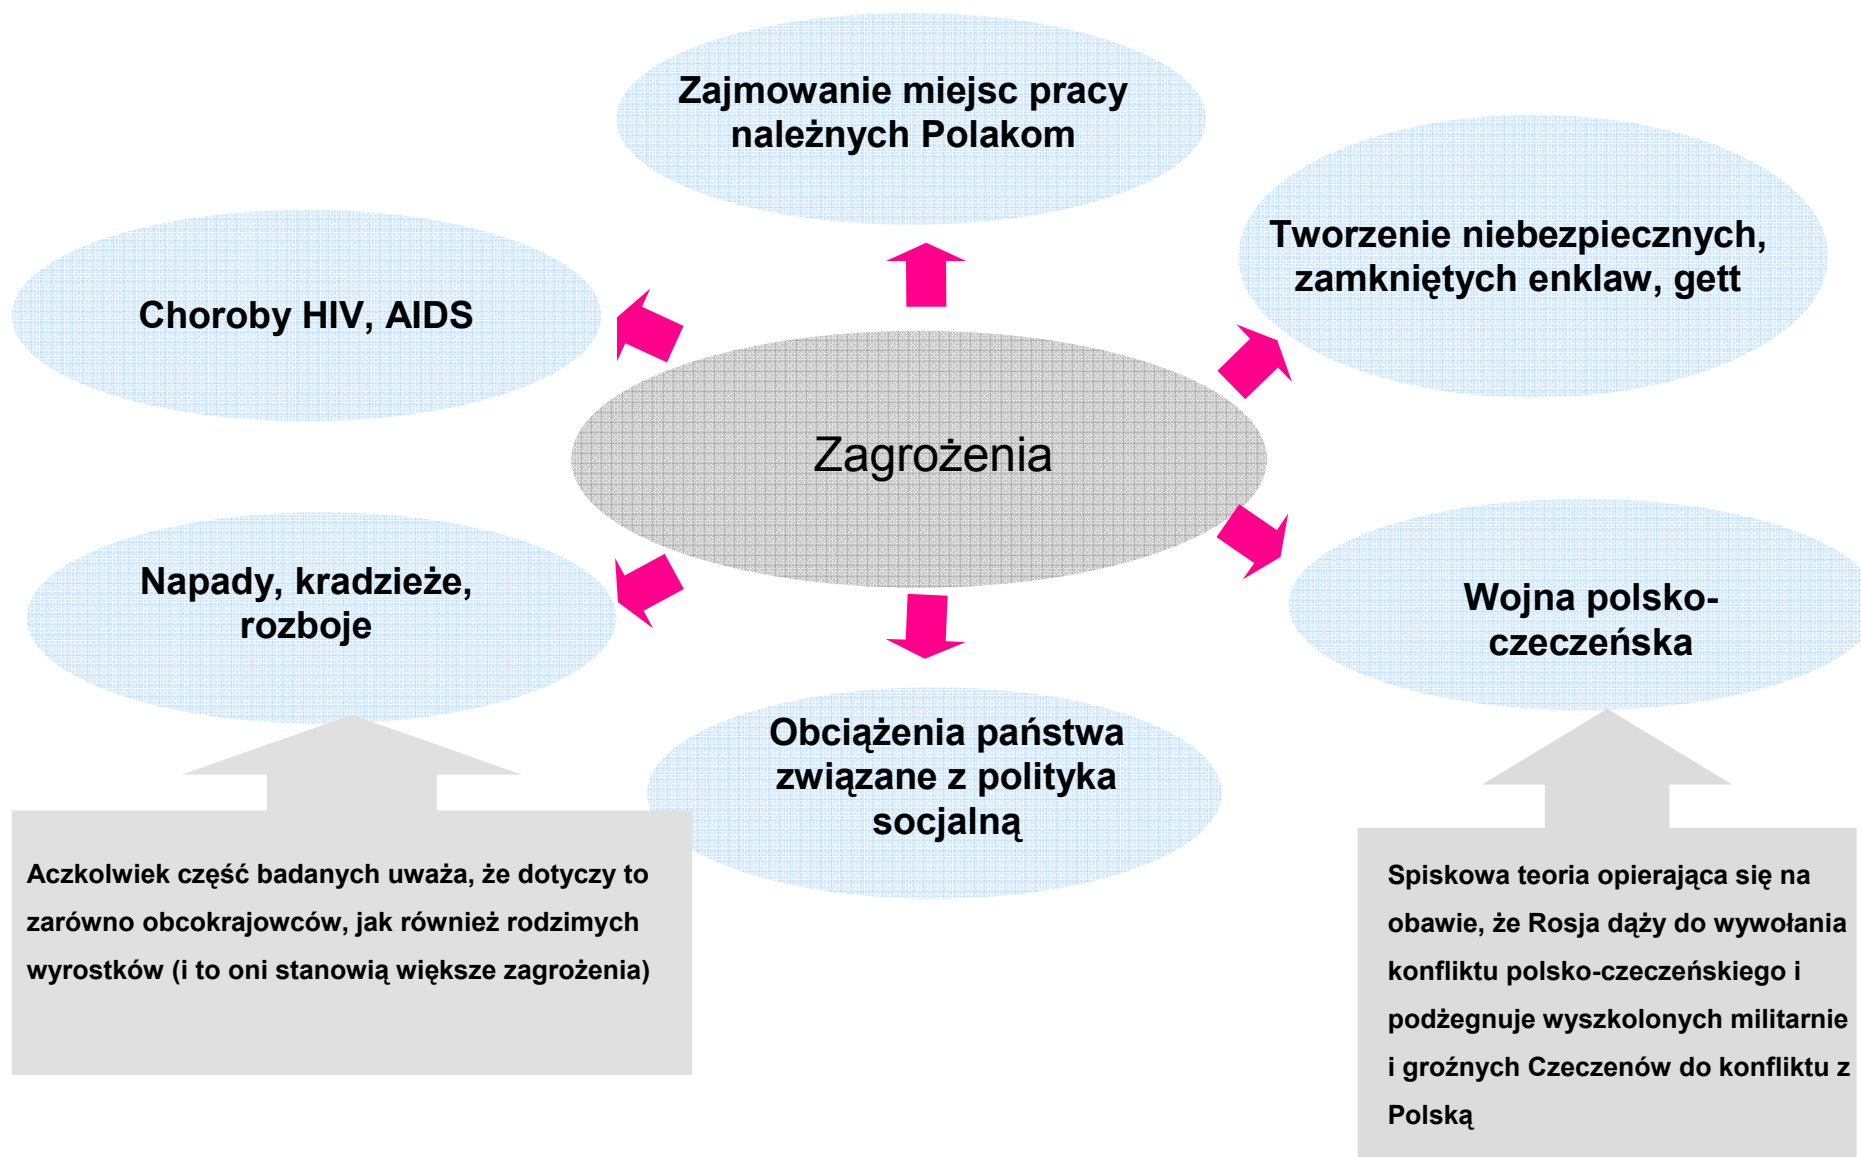 Zajmowanie miejsc pracy
należnych Polakom
Tworzenie niebezpiecznych,
zamkniętych enklaw, gett
Choroby HIV, AIDS
Zagrożenia
Napady, kradzieże,
rozboje
Wojna polsko-
czeczeńska
Obciążenia państwa
związane z polityka
socjalną
Aczkolwiek część badanych uważa, że dotyczy to
zarówno obcokrajowców, jak również rodzimych
wyrostków (i to oni stanowią większe zagrożenia)
Spiskowa teoria opierająca się na
obawie, że Rosja dąży do wywołania
konfliktu polsko-czeczeńskiego i
podżegnuje wyszkolonych militarnie
i groźnych Czeczenów do konfliktu z
Polską